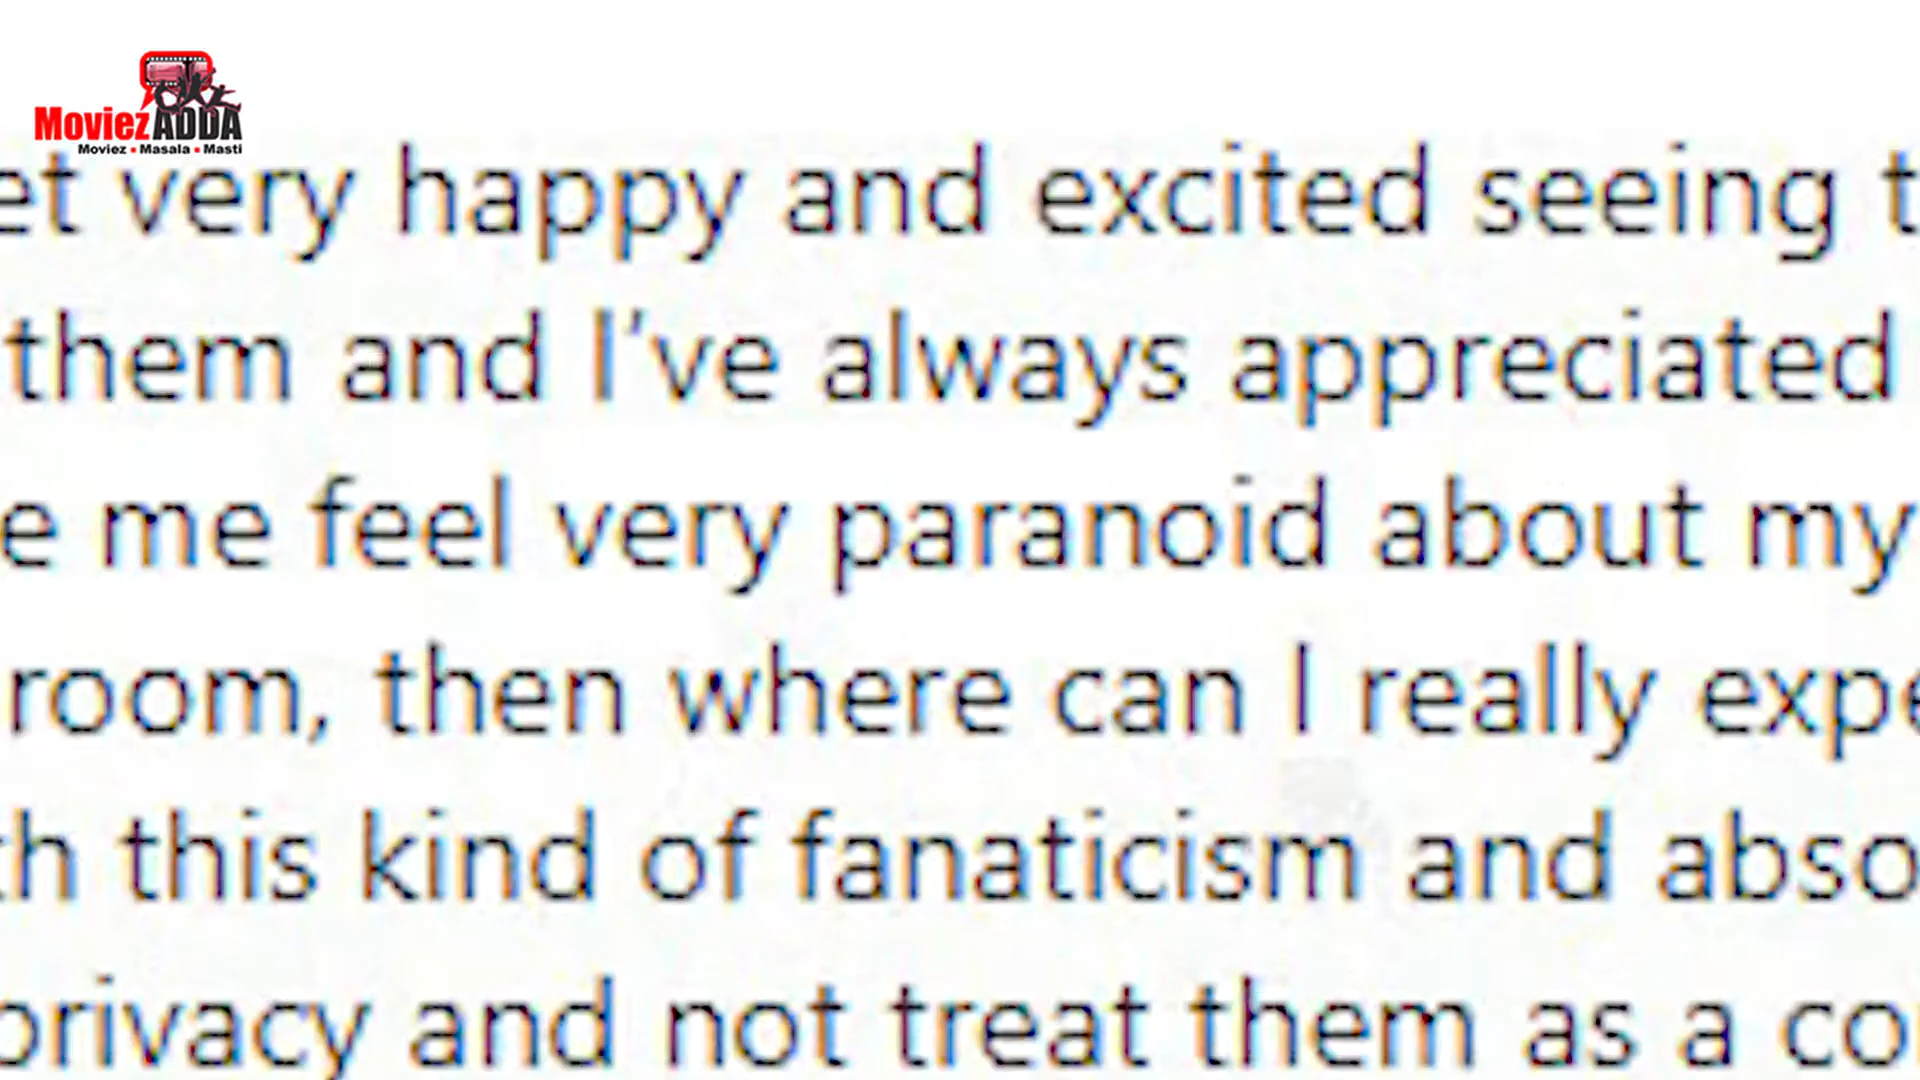 MoviezADDA
Moviez • Masala • Masti
et very happy and excited seeing t
them and I've always appreciated
e me feel very paranoid about my
room, then where can I really expe
th this kind of fanaticism and abso
privacy and not treat them as a co